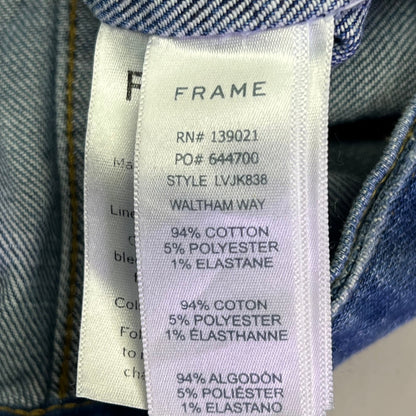 FRAME
RN# 139021
PO# 644700
STYLE LVJK838
WALTHAM WAY
94% COTTON
5% POLYESTER
1% ELASTANE
94% COTON
5% POLYESTER
1% ÉLASTHANNE
94% ALGODÓN
5% POLIÉSTER
1% ELASTANO